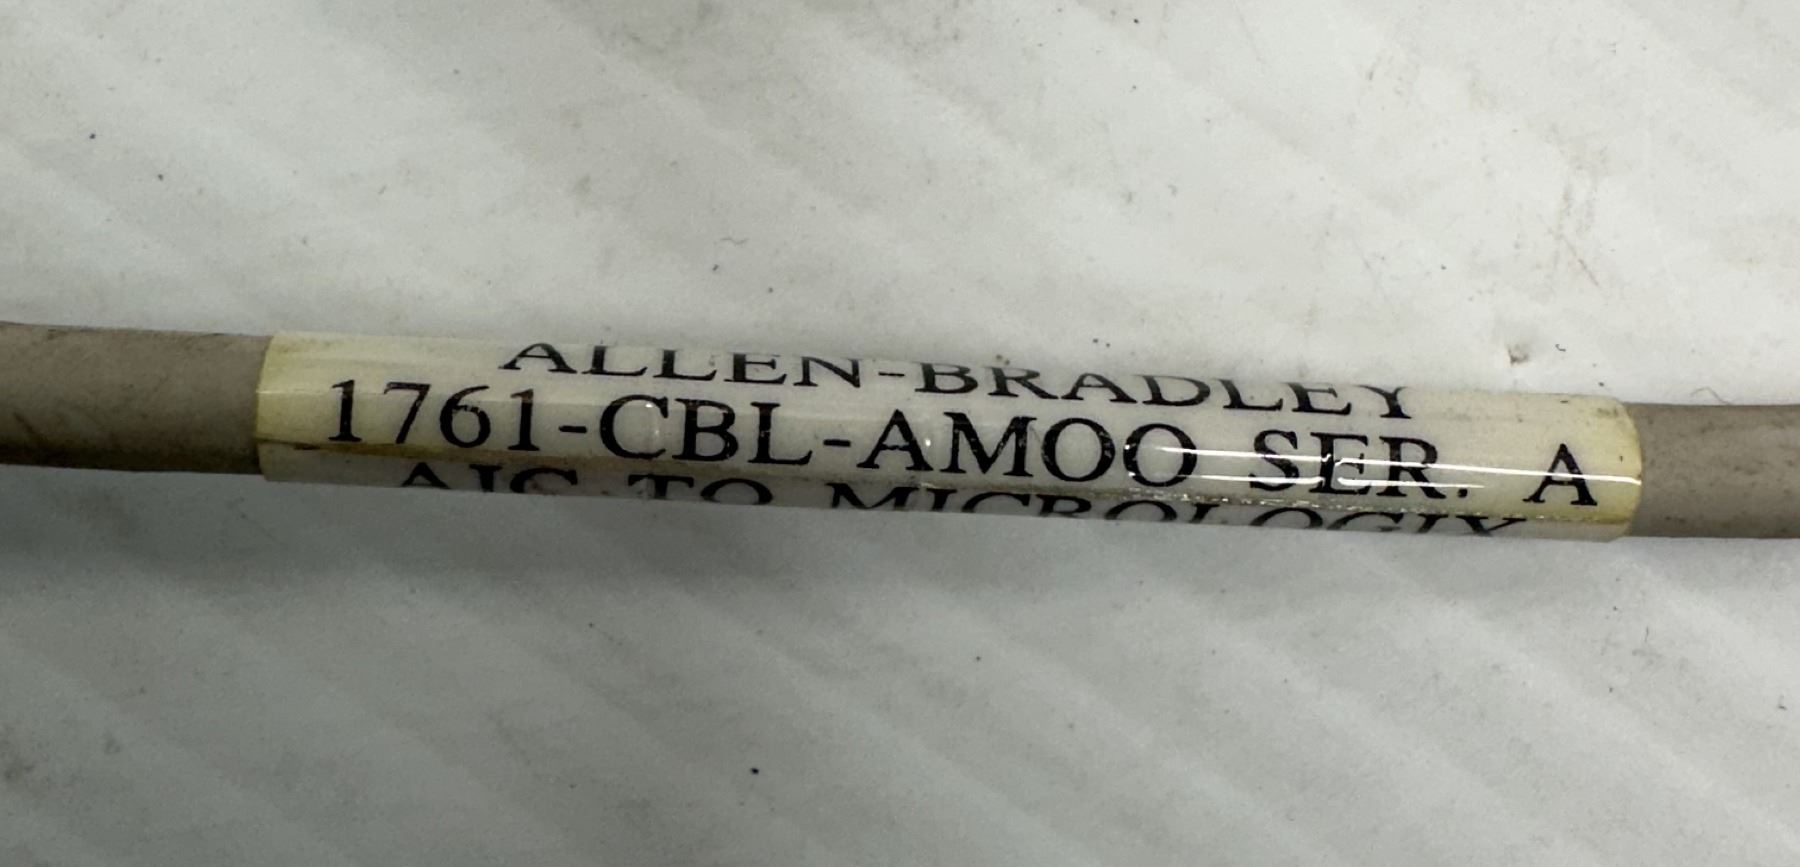 ALLEN-BRADLEY
1761-CBL-AMOO SER. A
AIC TO MICROLOGIX